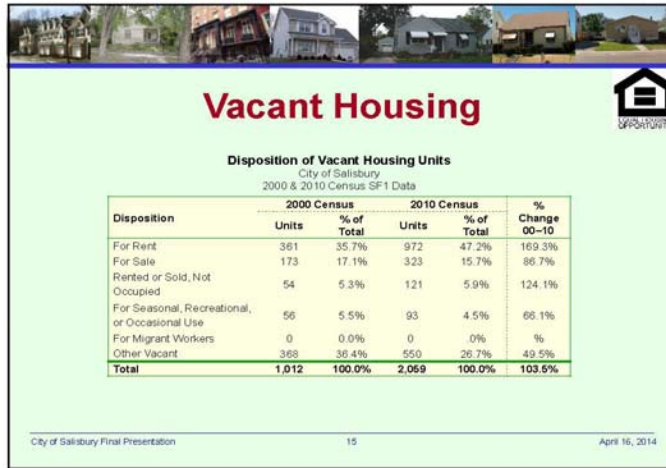 Vacant Housing
EQUAL HOUSING
OPPORTUNITY
Disposition of Vacant Housing Units
City of Salisbury
2000 & 2010 Census SF1 Data
Disposition 2000 Census 2010 Census % Change 00–10
Units % of Total Units % of Total
For Rent 361 35.7% 972 47.2% 169.3%
For Sale 173 17.1% 323 15.7% 86.7%
Rented or Sold, Not
Occupied 54 5.3% 121 5.9% 124.1%
For Seasonal, Recreational,
or Occasional Use 56 5.5% 93 4.5% 66.1%
For Migrant Workers 0 0.0% 0 .0% %
Other Vacant 368 36.4% 550 26.7% 49.5%
Total 1,012 100.0% 2,059 100.0% 103.5%
City of Salisbury Final Presentation 15 April 16, 2014